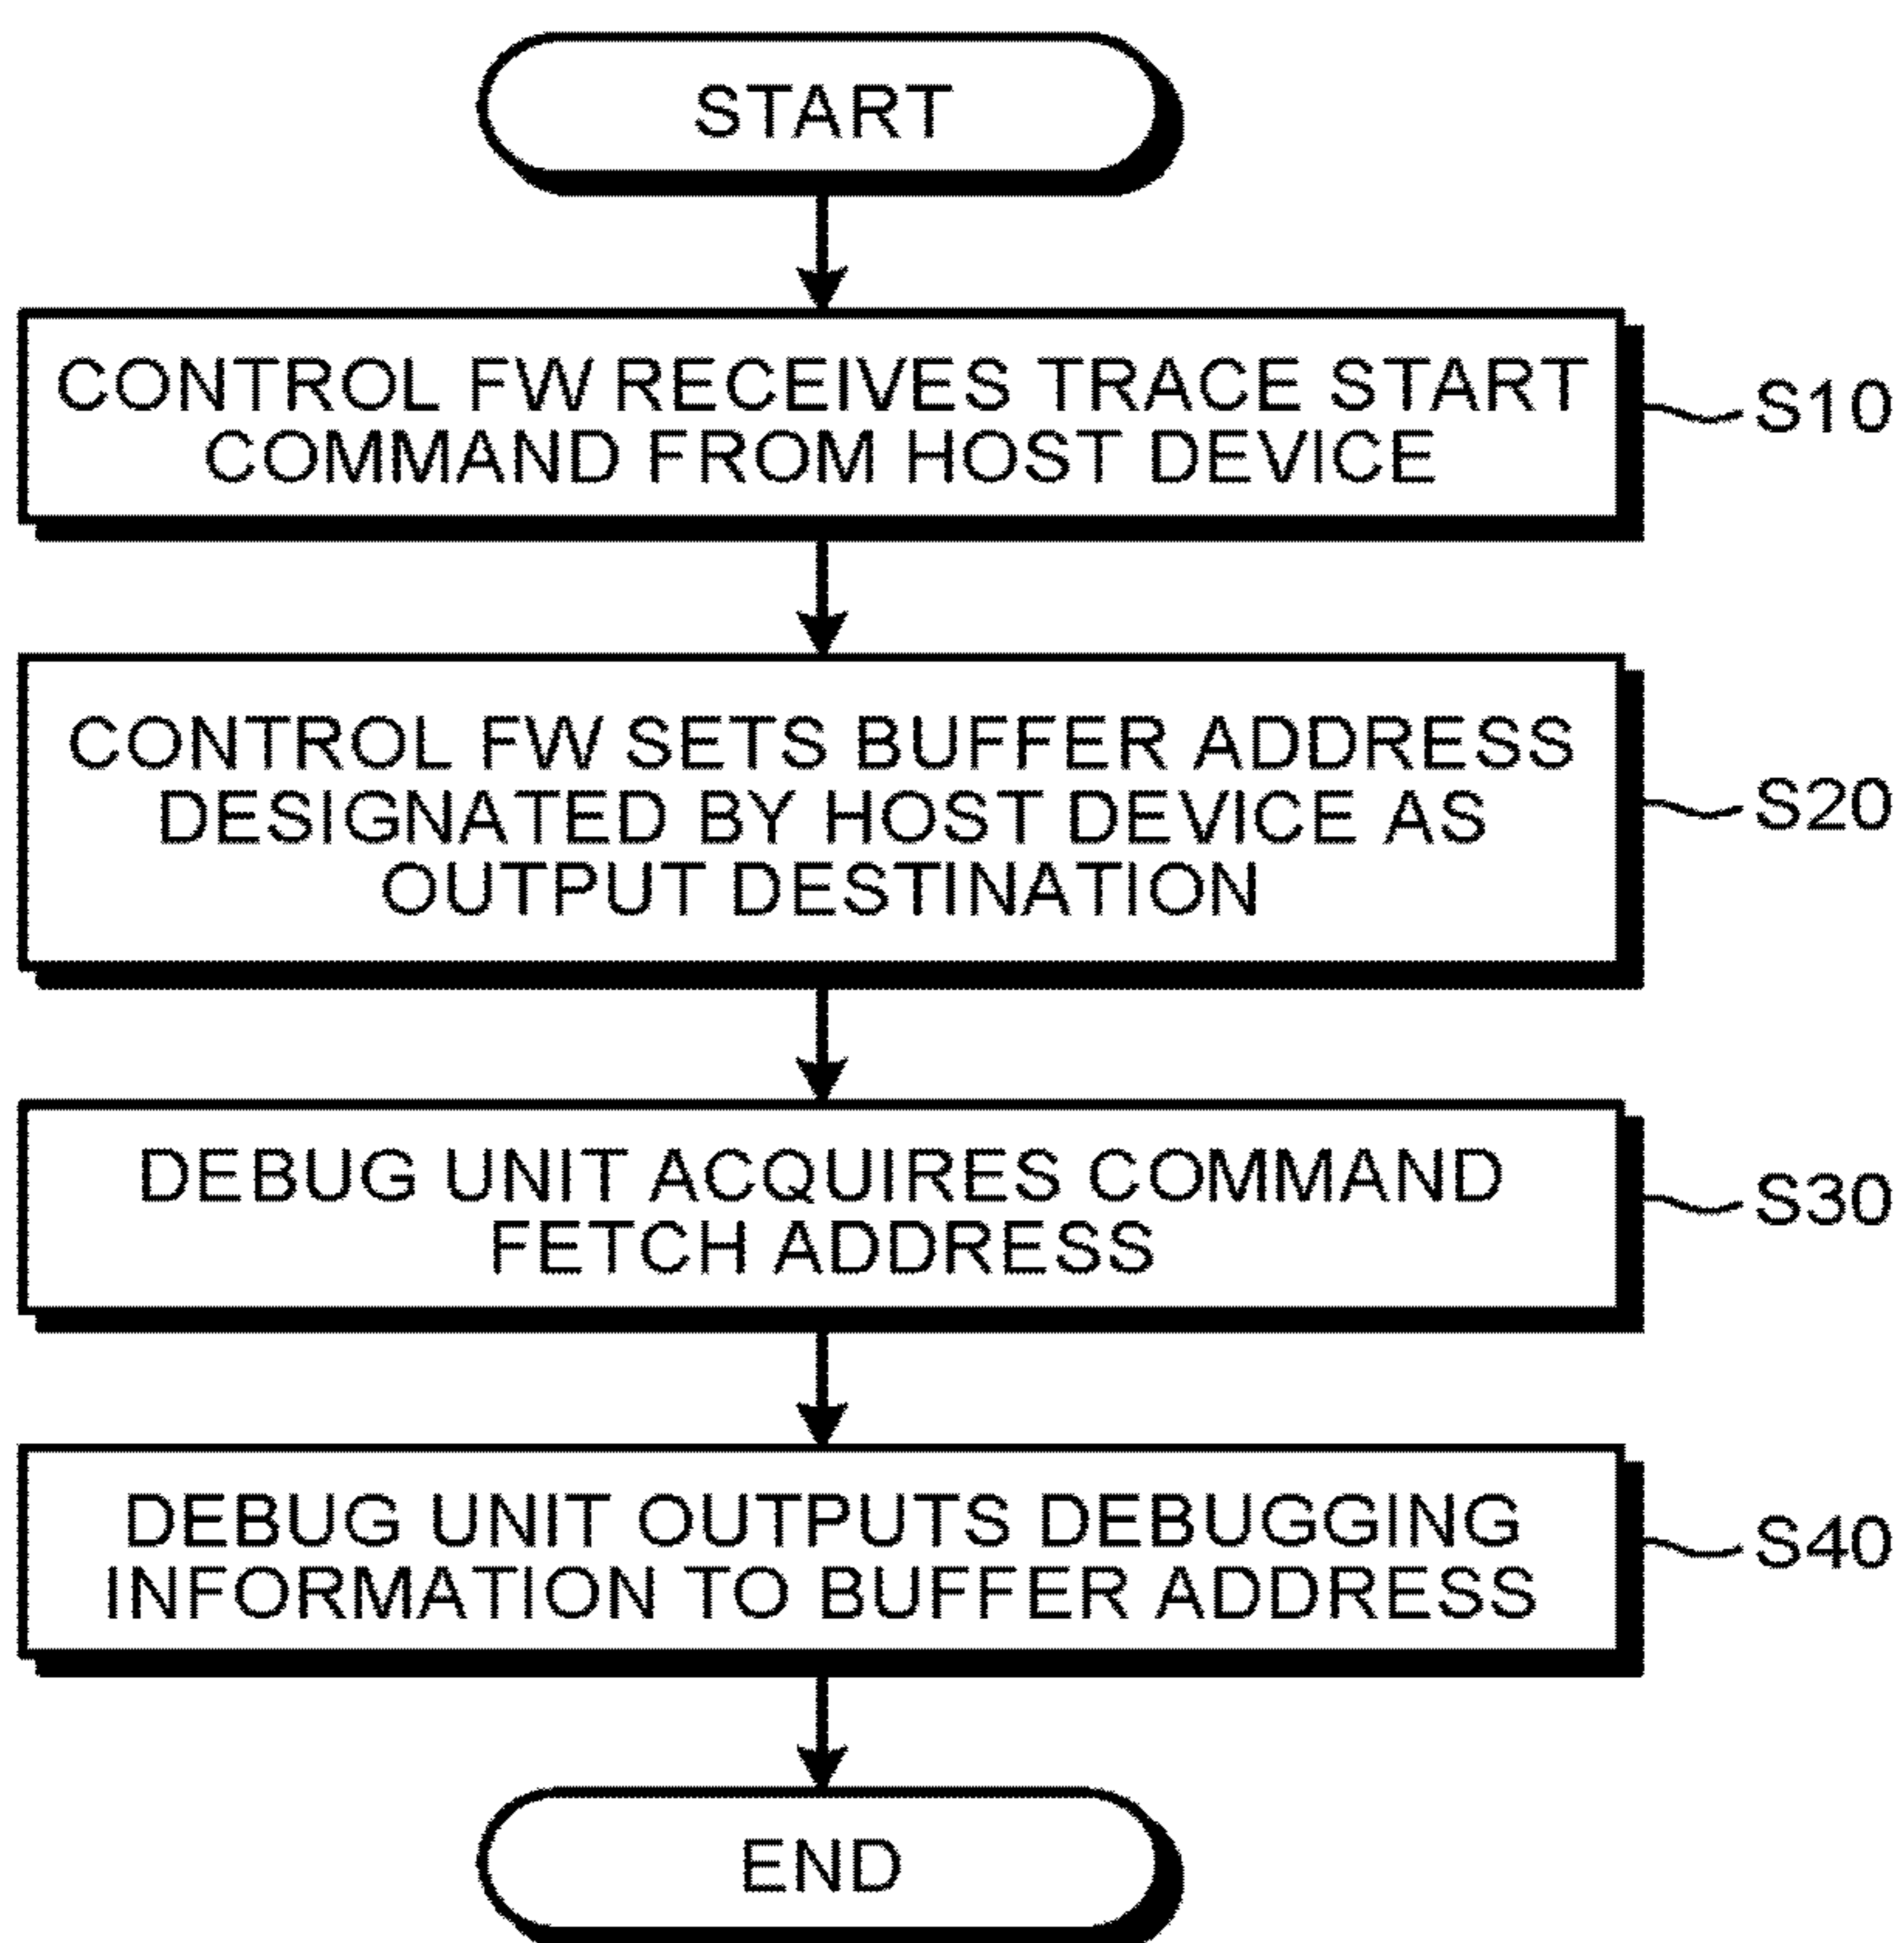 START
CONTROL FW RECEIVES TRACE START
COMMAND FROM HOST DEVICE
S10
CONTROL FW SETS BUFFER ADDRESS
DESIGNATED BY HOST DEVICE AS
OUTPUT DESTINATION
S20
DEBUG UNIT ACQUIRES COMMAND
FETCH ADDRESS
S30
DEBUG UNIT OUTPUTS DEBUGGING
INFORMATION TO BUFFER ADDRESS
S40
END